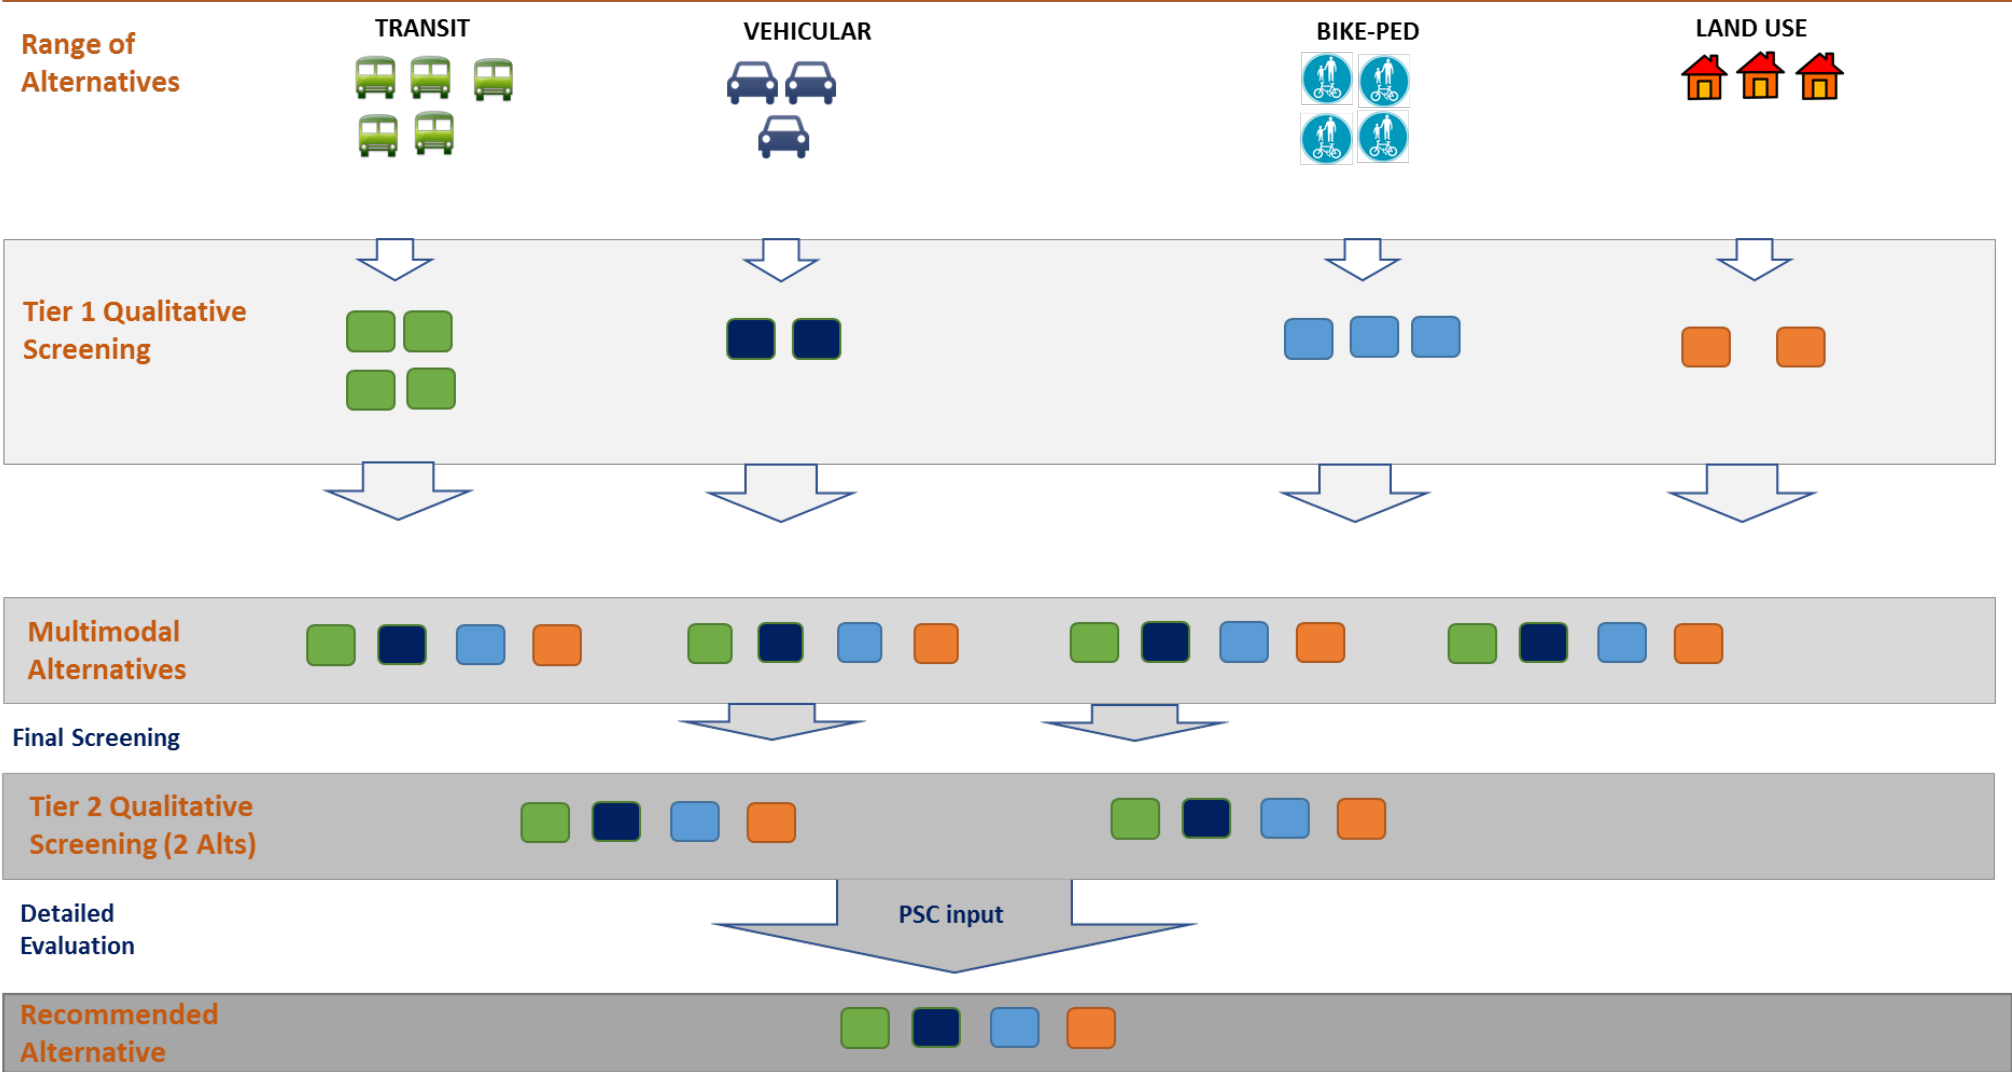 Range of
Alternatives
TRANSIT
VEHICULAR
BIKE-PED
LAND USE
Tier 1 Qualitative
Screening
Multimodal
Alternatives
Final Screening
Tier 2 Qualitative
Screening (2 Alts)
Detailed
Evaluation
PSC input
Recommended
Alternative